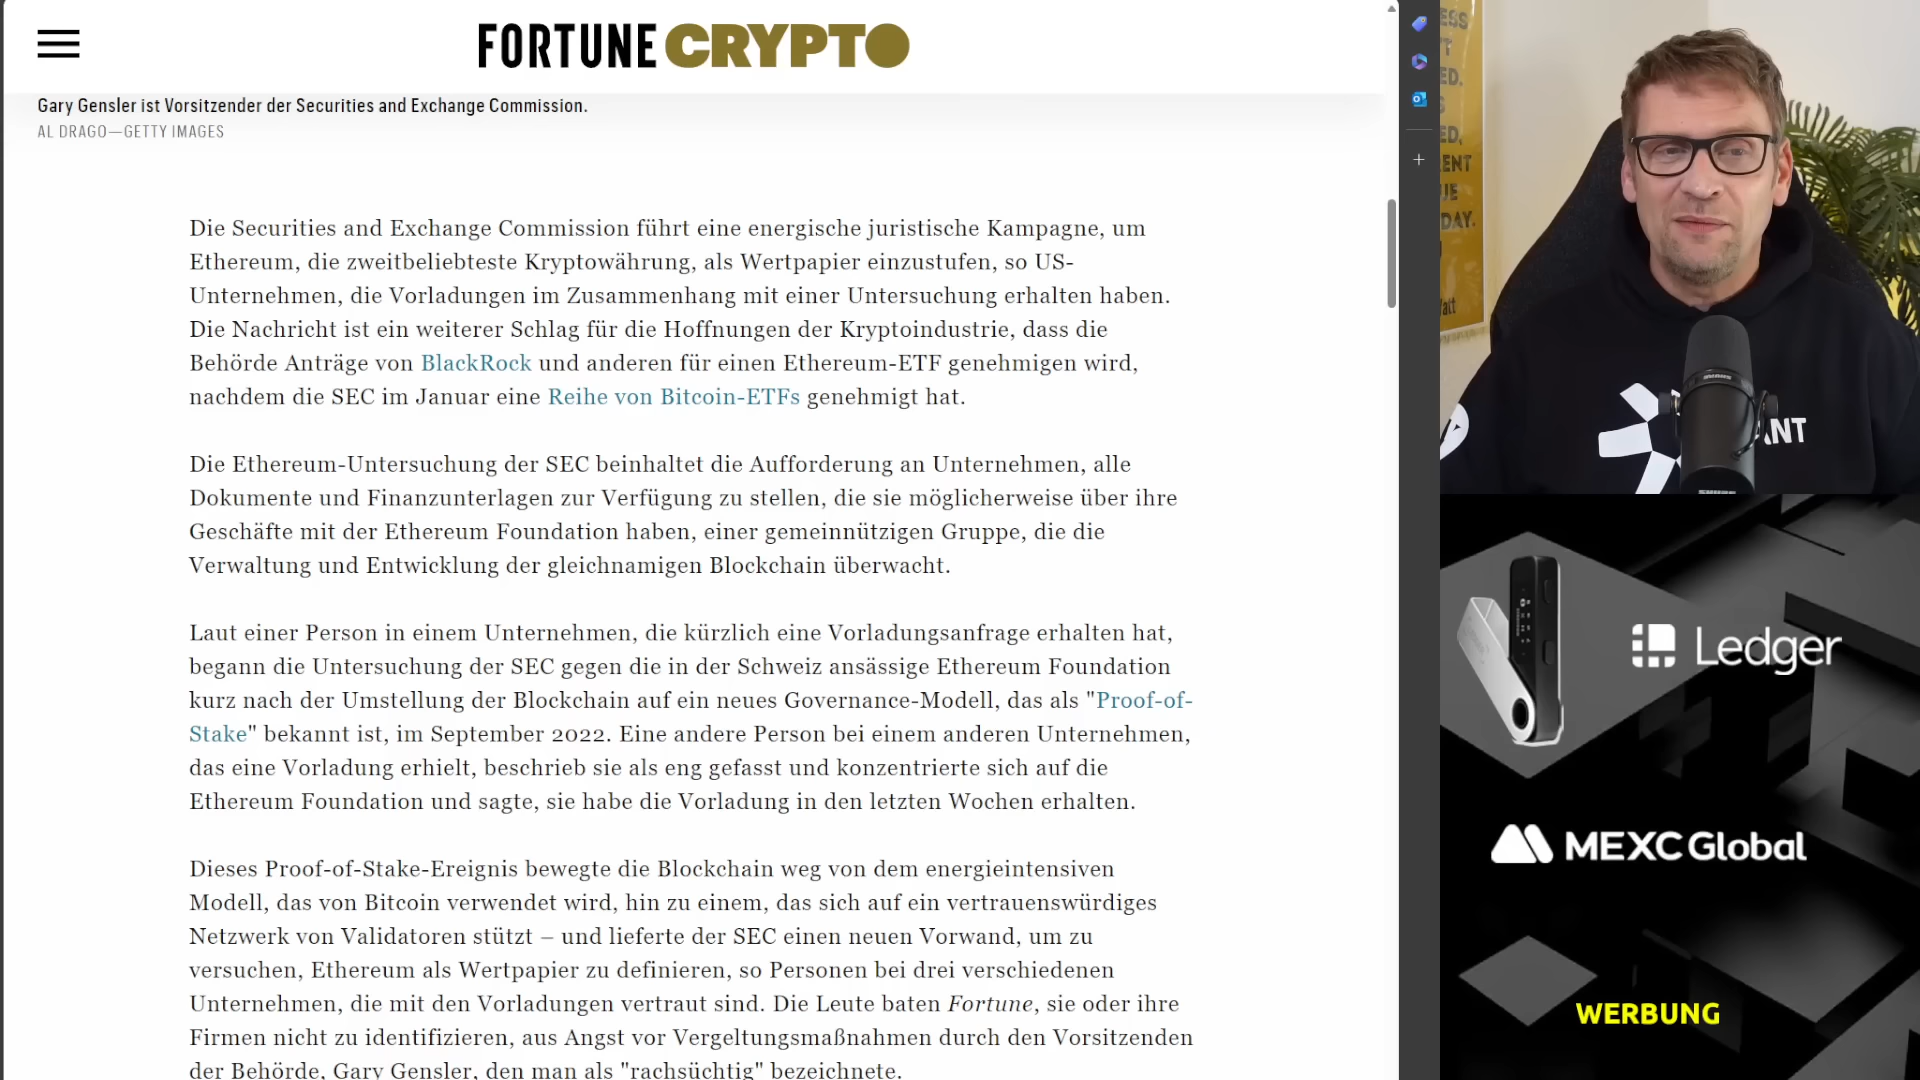 FORTUNE CRYPTO
Gary Gensler ist Vorsitzender der Securities and Exchange Commission.
AL DRAGO—GETTY IMAGES
Die Securities and Exchange Commission führt eine energische juristische Kampagne, um
Ethereum, die zweitbeliebteste Kryptowährung, als Wertpapier einzustufen, so US-
Unternehmen, die Vorladungen im Zusammenhang mit einer Untersuchung erhalten haben.
Die Nachricht ist ein weiterer Schlag für die Hoffnungen der Kryptoindustrie, dass die
Behörde Anträge von BlackRock und anderen für einen Ethereum-ETF genehmigen wird,
nachdem die SEC im Januar eine Reihe von Bitcoin-ETFs genehmigt hat.
Die Ethereum-Untersuchung der SEC beinhaltet die Aufforderung an Unternehmen, alle
Dokumente und Finanzunterlagen zur Verfügung zu stellen, die sie möglicherweise über ihre
Geschäfte mit der Ethereum Foundation haben, einer gemeinnützigen Gruppe, die die
Verwaltung und Entwicklung der gleichnamigen Blockchain überwacht.
Laut einer Person in einem Unternehmen, die kürzlich eine Vorladungsanfrage erhalten hat,
begann die Untersuchung der SEC gegen die in der Schweiz ansässige Ethereum Foundation
kurz nach der Umstellung der Blockchain auf ein neues Governance-Modell, das als "Proof-of-
Stake" bekannt ist, im September 2022. Eine andere Person bei einem anderen Unternehmen,
das eine Vorladung erhielt, beschrieb sie als eng gefasst und konzentrierte sich auf die
Ethereum Foundation und sagte, sie habe die Vorladung in den letzten Wochen erhalten.
Dieses Proof-of-Stake-Ereignis bewegte die Blockchain weg von dem energieintensiven
Modell, das von Bitcoin verwendet wird, hin zu einem, das sich auf ein vertrauenswürdiges
Netzwerk von Validatoren stützt – und lieferte der SEC einen neuen Vorwand, um zu
versuchen, Ethereum als Wertpapier zu definieren, so Personen bei drei verschiedenen
Unternehmen, die mit den Vorladungen vertraut sind. Die Leute baten Fortune, sie oder ihre
Firmen nicht zu identifizieren, aus Angst vor Vergeltungsmaßnahmen durch den Vorsitzenden
der Behörde, Gary Gensler, den man als "rachsüchtig" bezeichnete.
DAY.
SHURE
Ledger
MEXC Global
WERBUNG